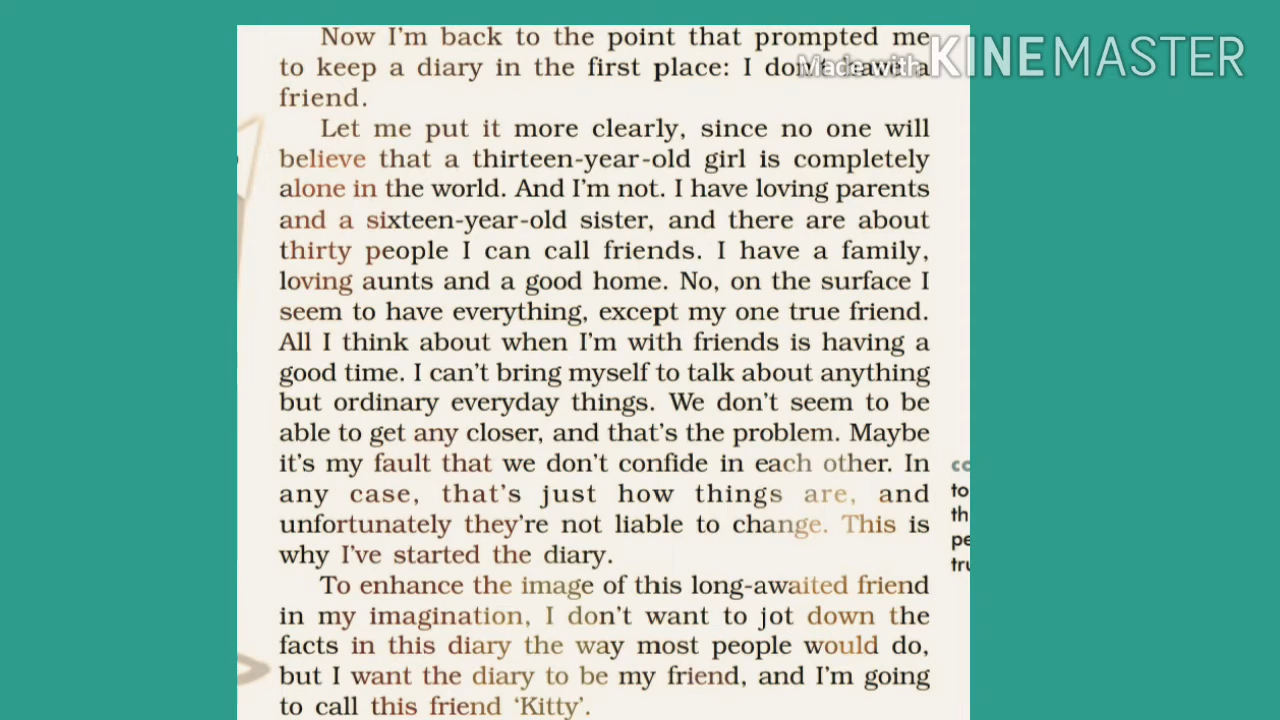 Now I'm back to the point that prompted me
Made with KINEMASTER
to keep a diary in the first place: I don't have a
friend.
Let me put it more clearly, since no one will
believe that a thirteen-year-old girl is completely
alone in the world. And I'm not. I have loving parents
and a sixteen-year-old sister, and there are about
thirty people I can call friends. I have a family,
loving aunts and a good home. No, on the surface I
seem to have everything, except my one true friend.
All I think about when I'm with friends is having a
good time. I can't bring myself to talk about anything
but ordinary everyday things. We don't seem to be
able to get any closer, and that's the problem. Maybe
it's my fault that we don't confide in each other. In
any case, that's just how things are, and
unfortunately they're not liable to change. This is
why I've started the diary.
To enhance the image of this long-awaited friend
in my imagination, I don't want to jot down the
facts in this diary the way most people would do,
but I want the diary to be my friend, and I'm going
to call this friend ‘Kitty’.
to
th
pe